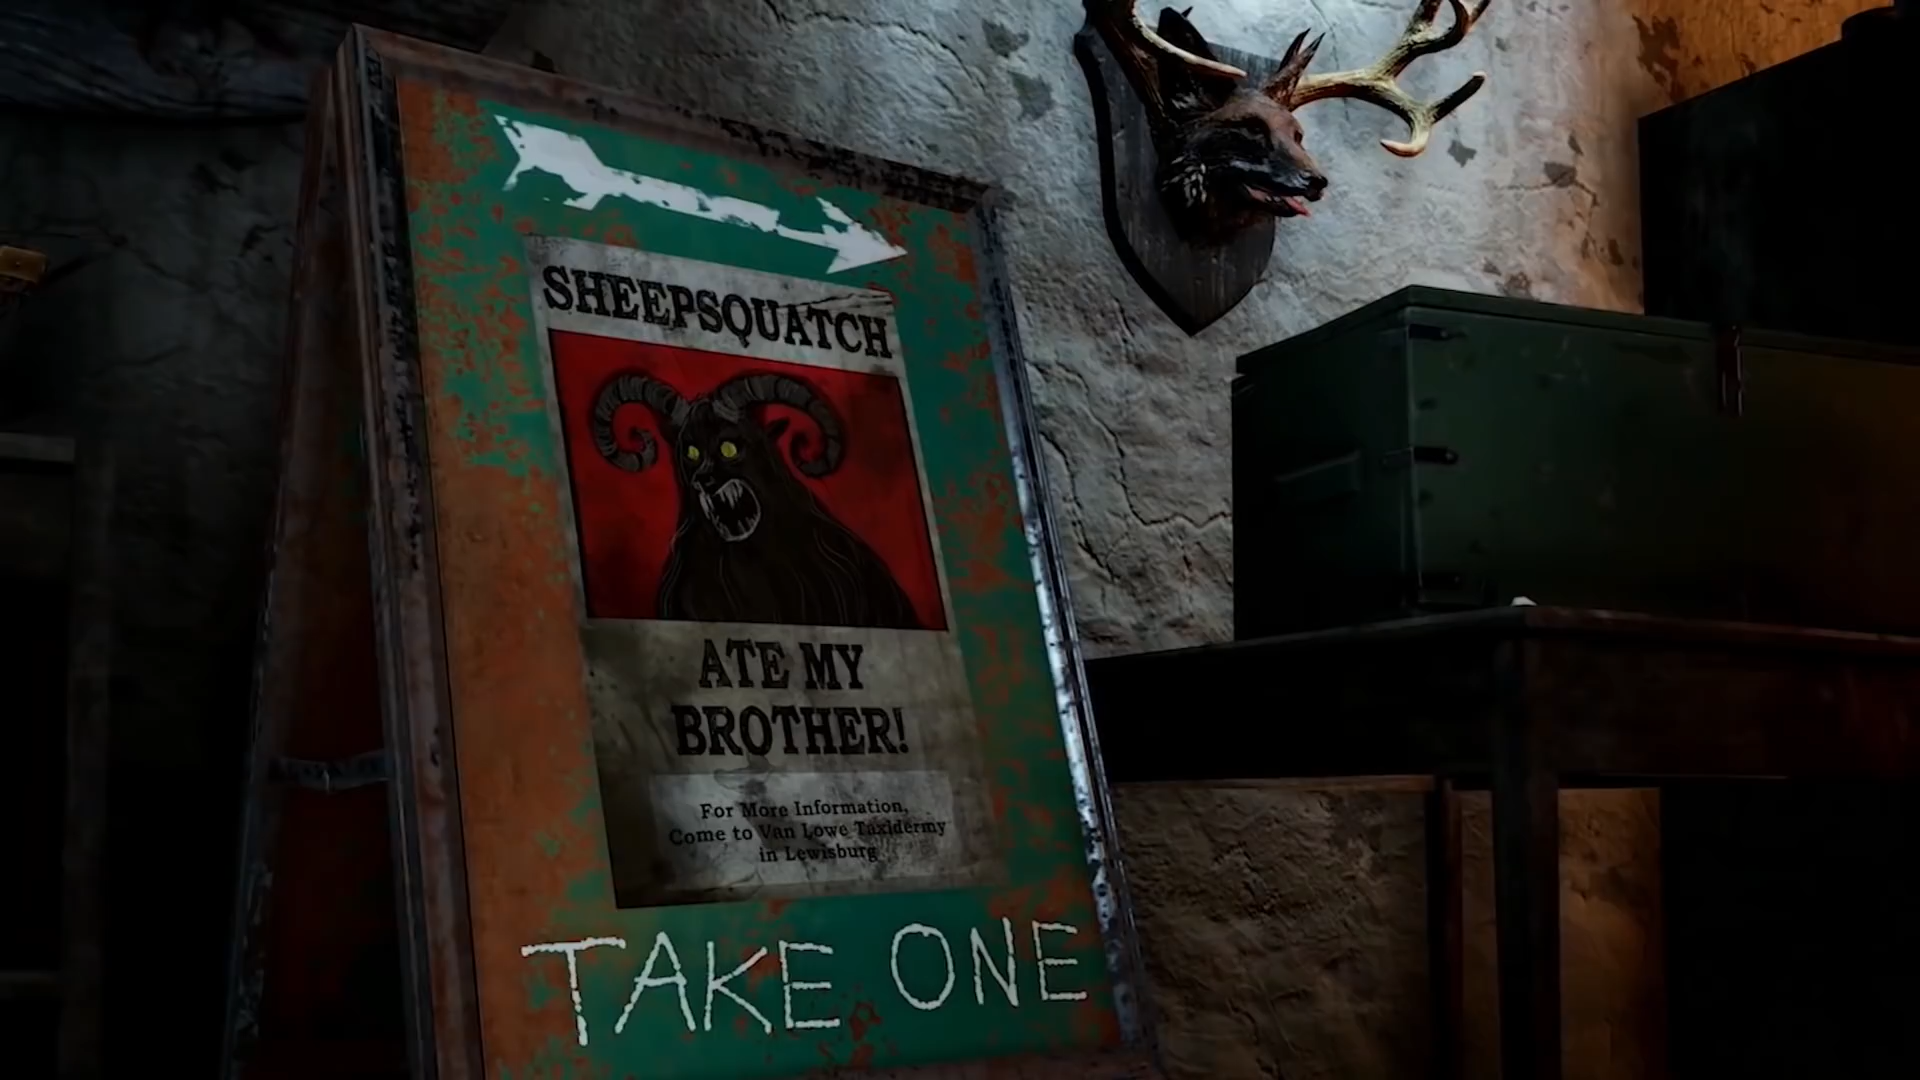 SHEEPSQUATCH
ATE MY
BROTHER!
For More Information,
Come to Van Lowe Taxidermy
in Lewisburg
TAKE ONE